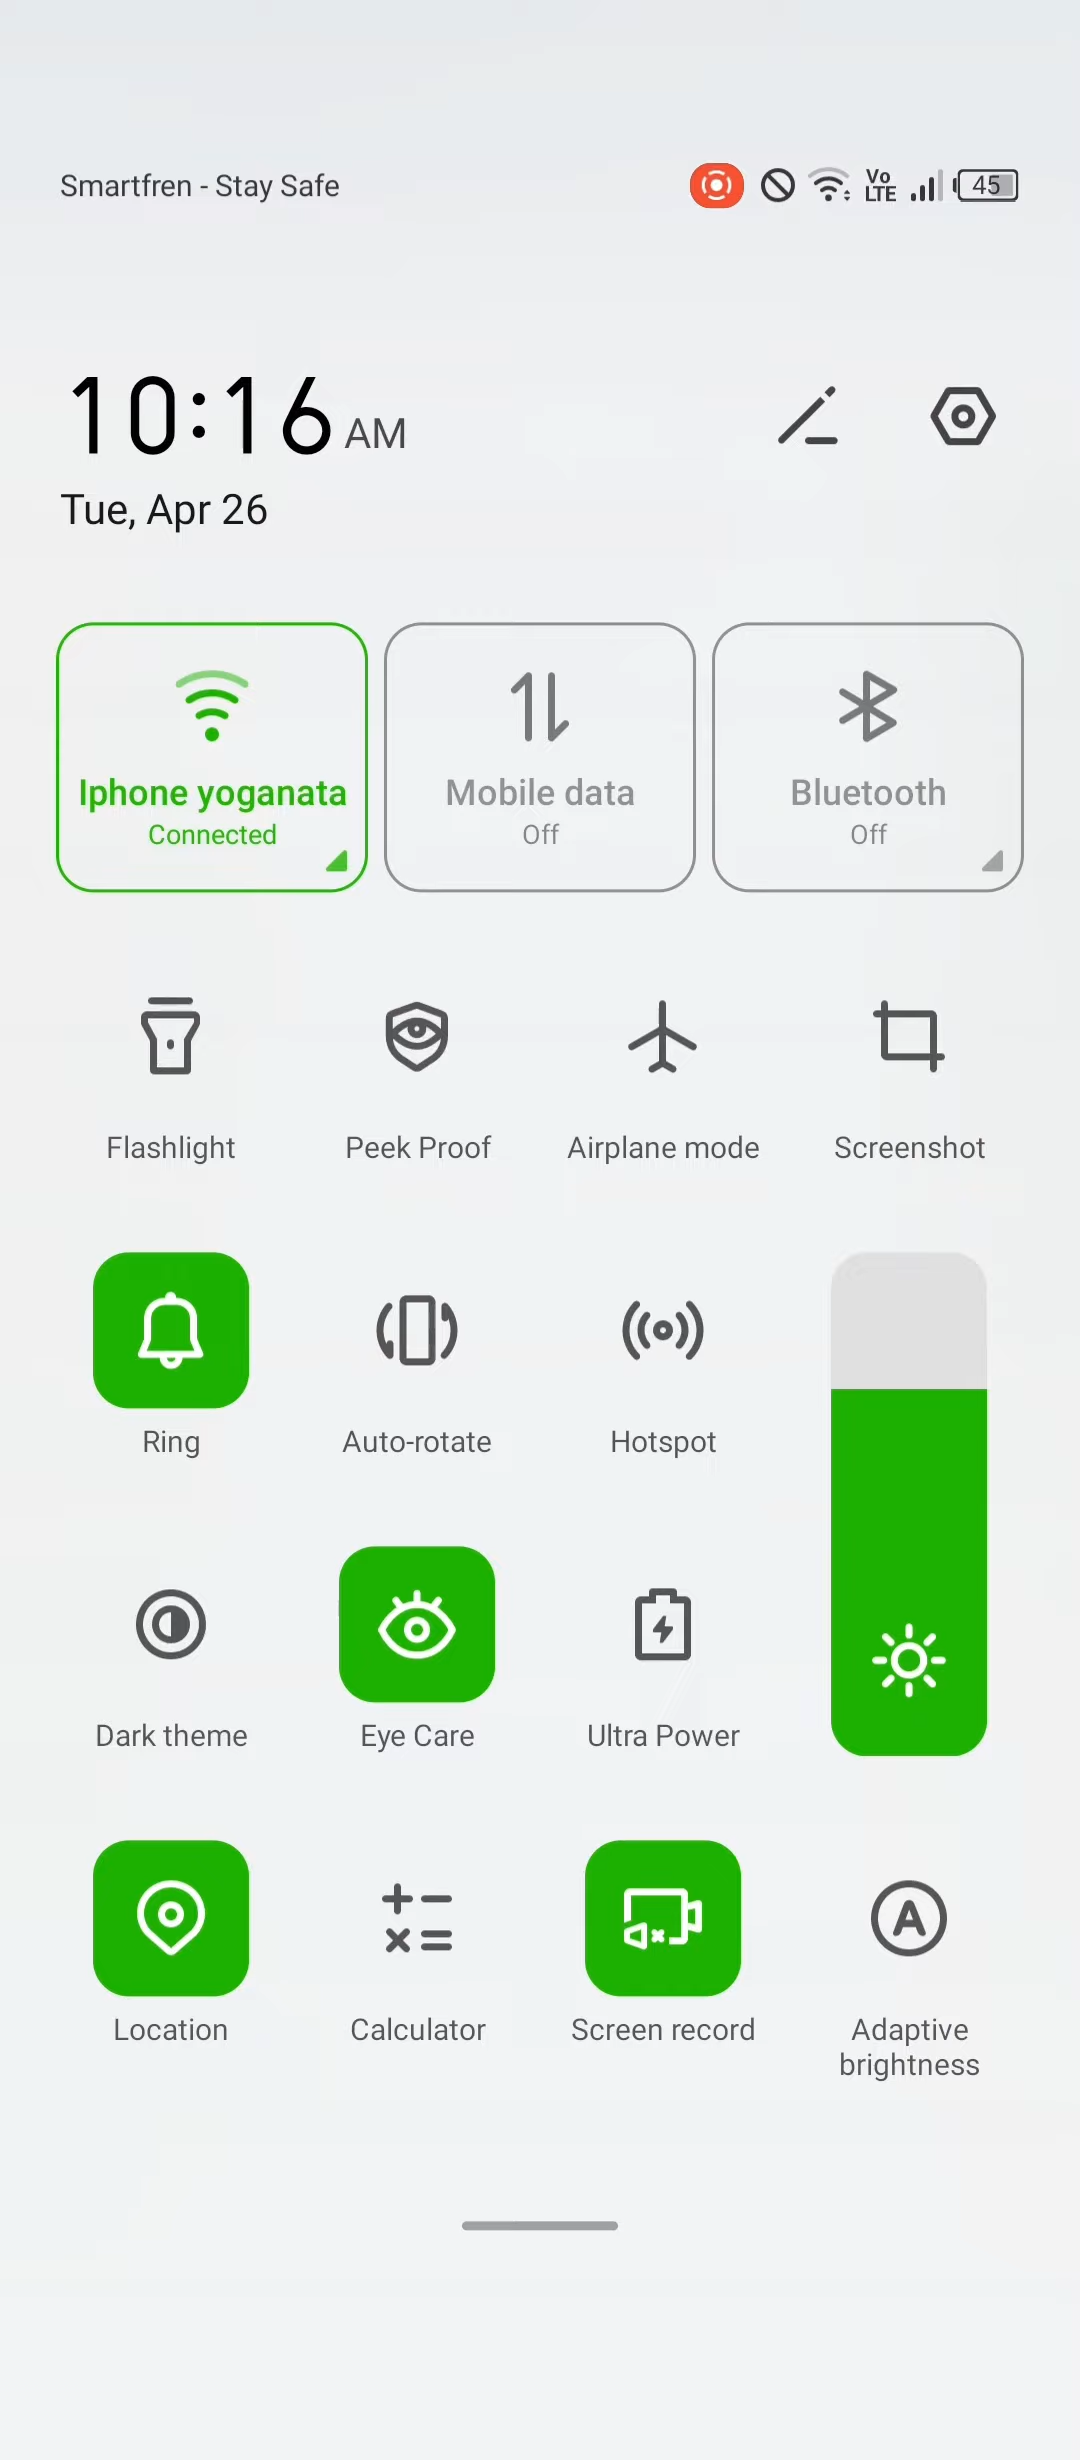 Smartfren - Stay Safe
Vo
LTE
45
10:16 AM
Tue, Apr 26
Iphone yoganata
Connected
Mobile data
Off
Bluetooth
Off
Flashlight
Peek Proof
Airplane mode
Screenshot
Ring
Auto-rotate
Hotspot
Dark theme
Eye Care
Ultra Power
Location
Calculator
Screen record
Adaptive
brightness